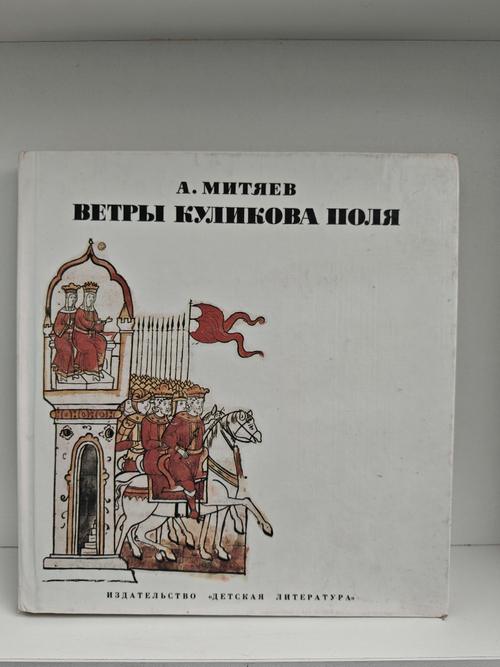 А. МИТЯЕВ
ВЕТРЫ КУЛИКОВА ПОЛЯ
ИЗДАТЕЛЬСТВО «ДЕТСКАЯ ЛИТЕРАТУРА»